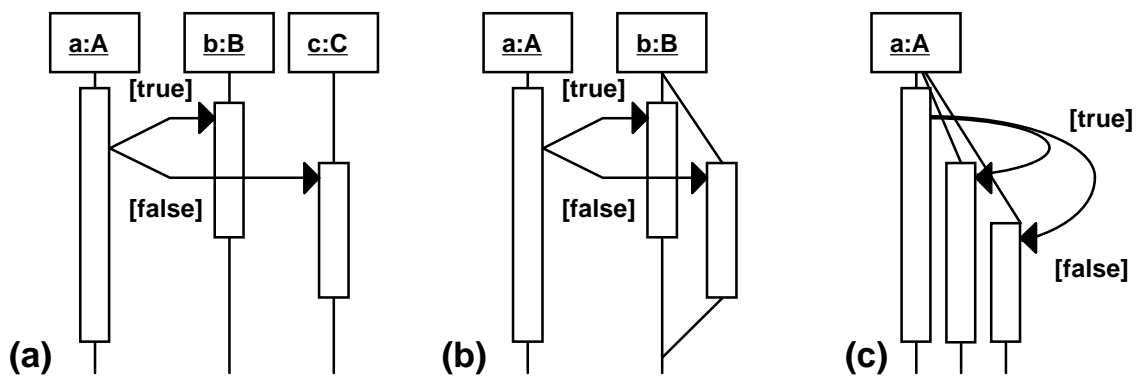 a:A b:B c:C
[true]
[false]
(a)
a:A b:B
[true]
[false]
(b)
a:A
[true]
[false]
(c)